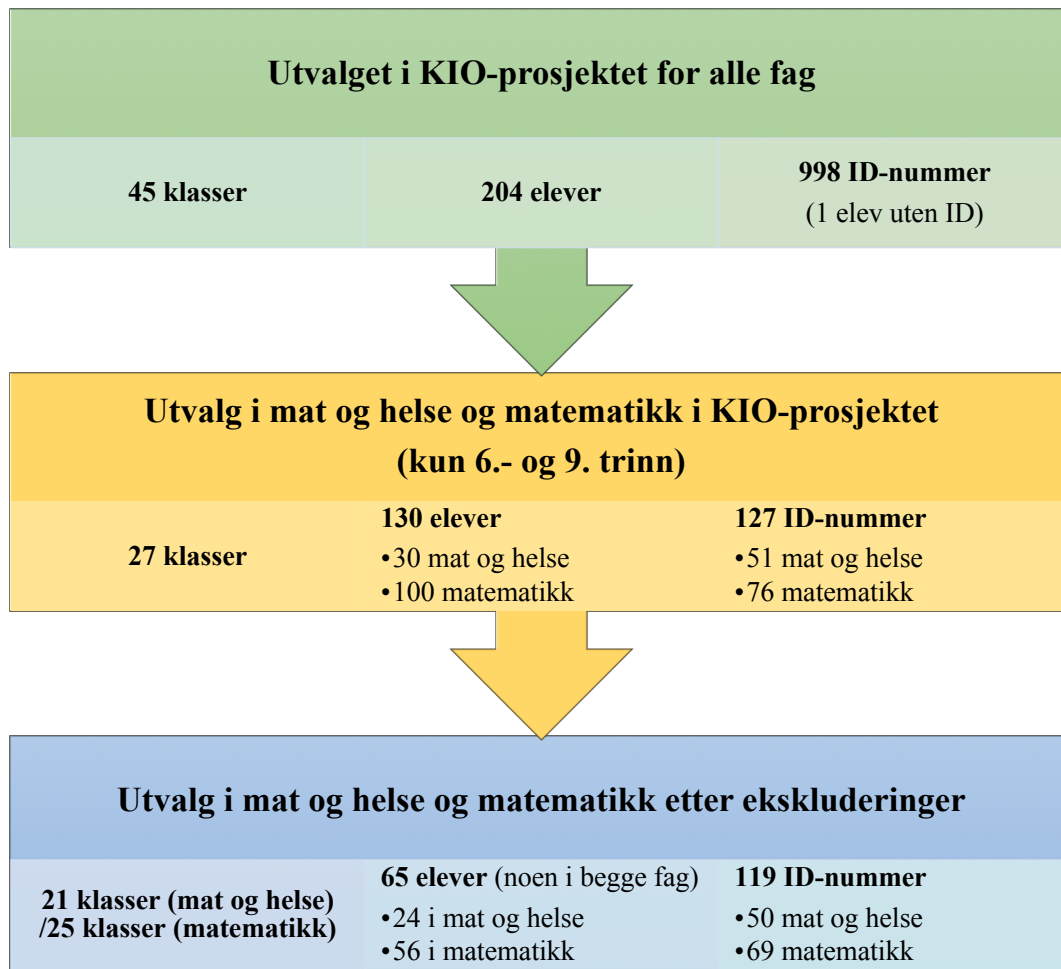 Utvalget i KIO-prosjektet for alle fag
45 klasser
204 elever
998 ID-nummer
(1 elev uten ID)
Utvalg i mat og helse og matematikk i KIO-prosjektet
(kun 6.- og 9. trinn)
27 klasser
130 elever
•30 mat og helse
•100 matematikk
127 ID-nummer
•51 mat og helse
•76 matematikk
Utvalg i mat og helse og matematikk etter ekskluderinger
21 klasser (mat og helse)
/25 klasser (matematikk)
65 elever (noen i begge fag)
•24 i mat og helse
•56 i matematikk
119 ID-nummer
•50 mat og helse
•69 matematikk